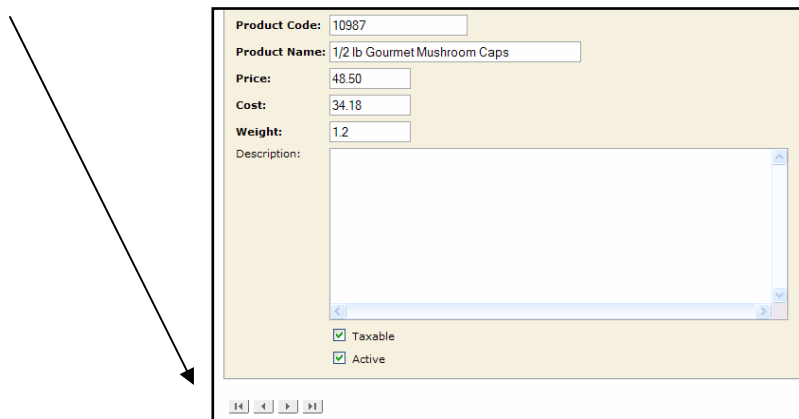 Product Code: 10987
Product Name: 1/2 lb Gourmet Mushroom Caps
Price: 48.50
Cost: 34.18
Weight: 1.2
Description:
Taxable
Active